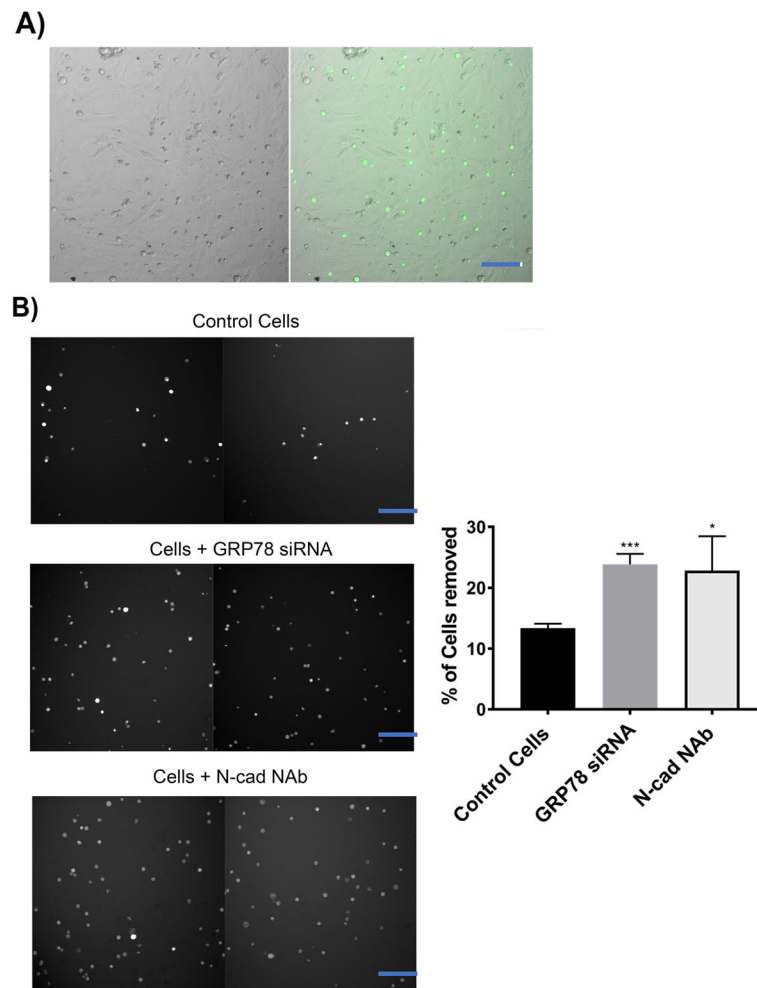 A)
B)
Control Cells
Cells + GRP78 siRNA
Cells + N-cad NAb
% of Cells removed
30
20
10
0
***
*
Control Cells
GRP78 siRNA
N-cad NAb